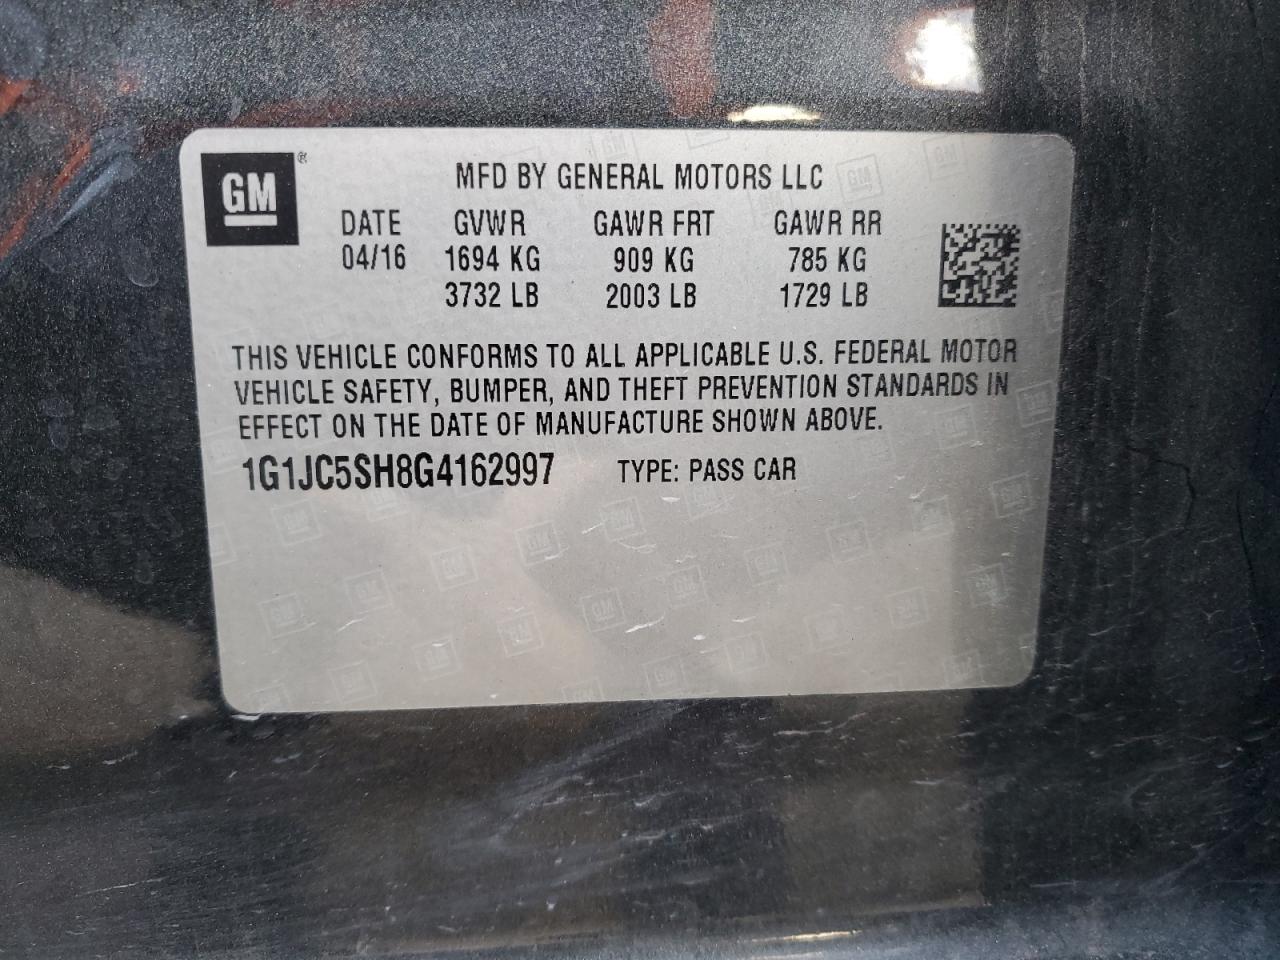 GM®
MFD BY GENERAL MOTORS LLC
DATE GVWR GAWR FRT GAWR RR
04/16 1694 KG 909 KG 785 KG
3732 LB 2003 LB 1729 LB
THIS VEHICLE CONFORMS TO ALL APPLICABLE U.S. FEDERAL MOTOR
VEHICLE SAFETY, BUMPER, AND THEFT PREVENTION STANDARDS IN
EFFECT ON THE DATE OF MANUFACTURE SHOWN ABOVE.
1G1JC5SH8G4162997 TYPE: PASS CAR